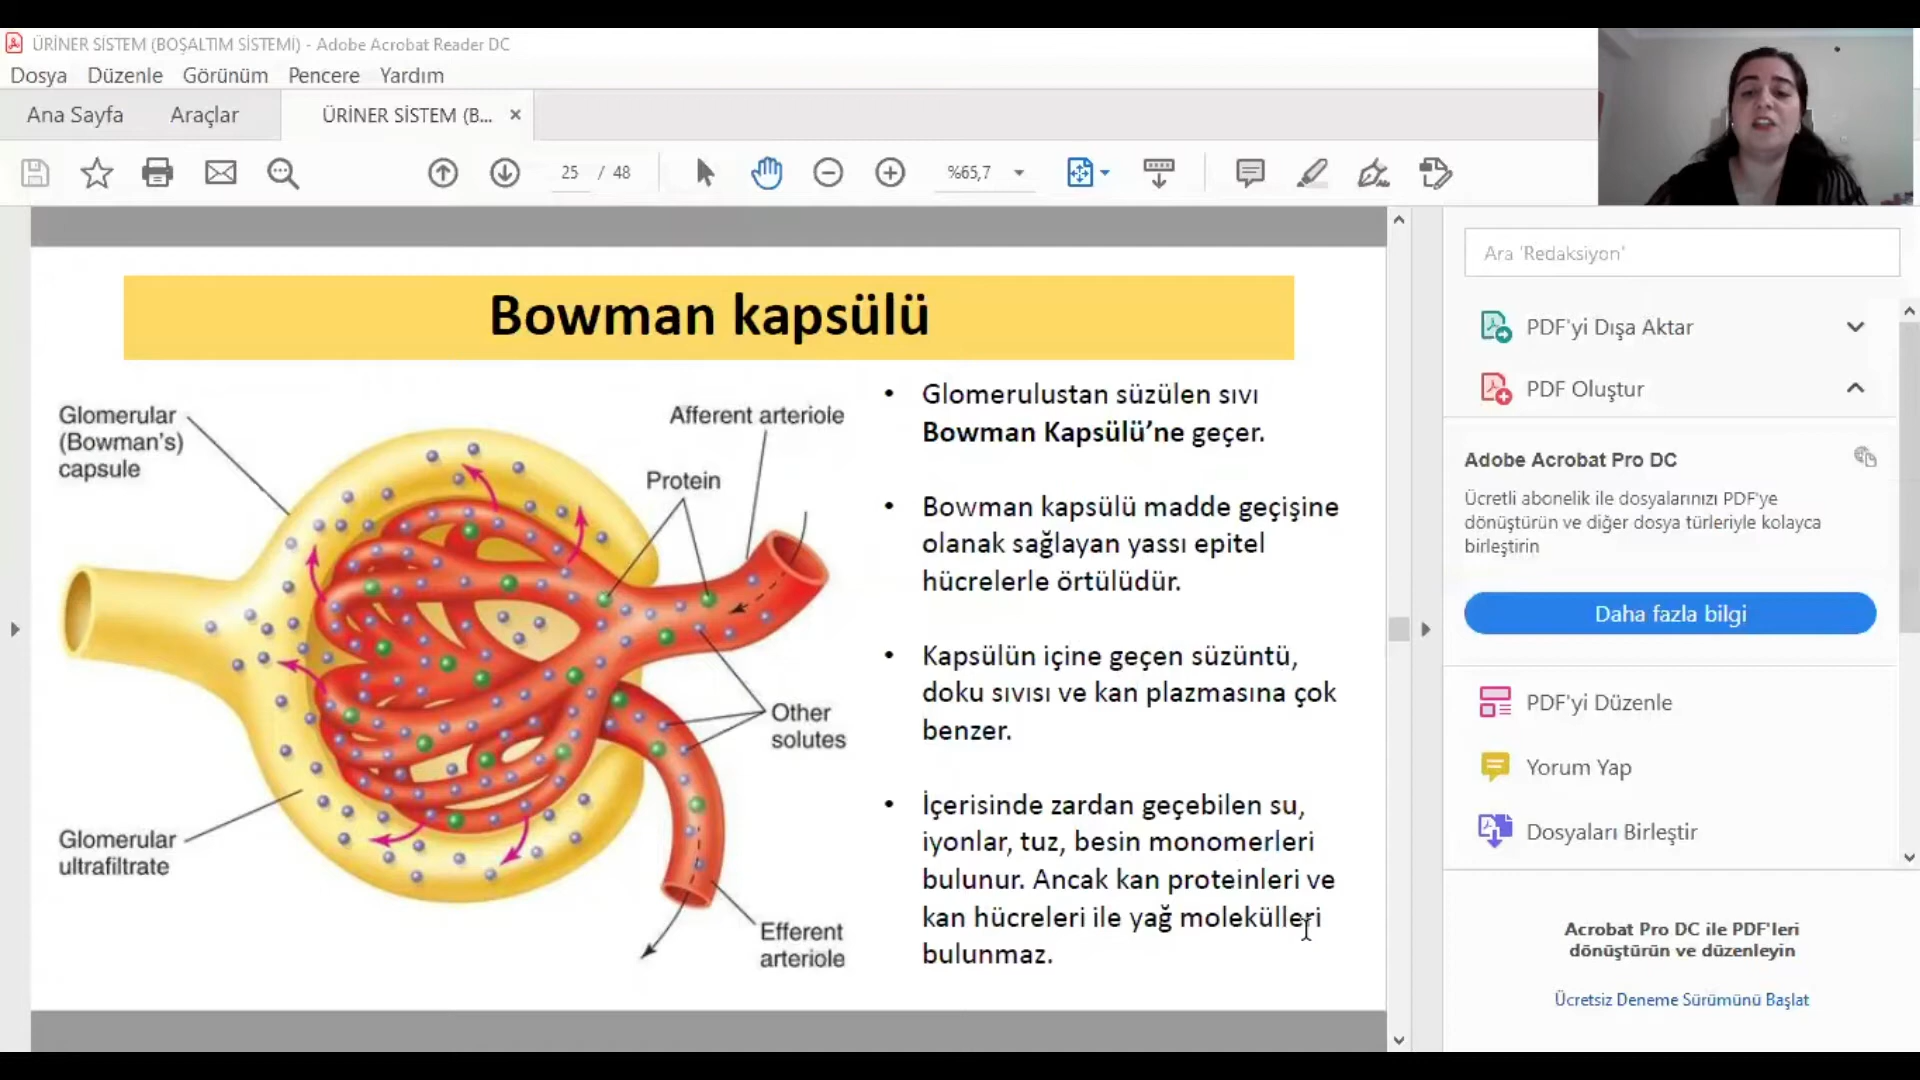 ÜRİNER SİSTEM (BOŞALTIM SİSTEMİ) - Adobe Acrobat Reader DC
Dosya Düzenle Görünüm Pencere Yardım
Ana Sayfa Araçlar ÜRİNER SİSTEM (B... ×
25 / 48 %65,7
Bowman kapsülü
Glomerular
(Bowman's)
capsule
Afferent arteriole
Protein
Other
solutes
Glomerular
ultrafiltrate
Efferent
arteriole
• Glomerulustan süzülen sıvı
Bowman Kapsülü’ne geçer.
• Bowman kapsülü madde geçişine
olanak sağlayan yassı epitel
hücrelerle örtülüdür.
• Kapsülün içine geçen süzüntü,
doku sıvısı ve kan plazmasına çok
benzer.
• İçerisinde zardan geçebilen su,
iyonlar, tuz, besin monomerleri
bulunur. Ancak kan proteinleri ve
kan hücreleri ile yağ molekülleri
bulunmaz.
Ara 'Redaksiyon'
PDF'yi Dışa Aktar
PDF Oluştur
Adobe Acrobat Pro DC
Ücretli abonelik ile dosyalarınızı PDF'ye
dönüştürün ve diğer dosya türleriyle kolayca
birleştirin
Daha fazla bilgi
PDF'yi Düzenle
Yorum Yap
Dosyaları Birleştir
Acrobat Pro DC ile PDF'leri
dönüştürün ve düzenleyin
Ücretsiz Deneme Sürümünü Başlat